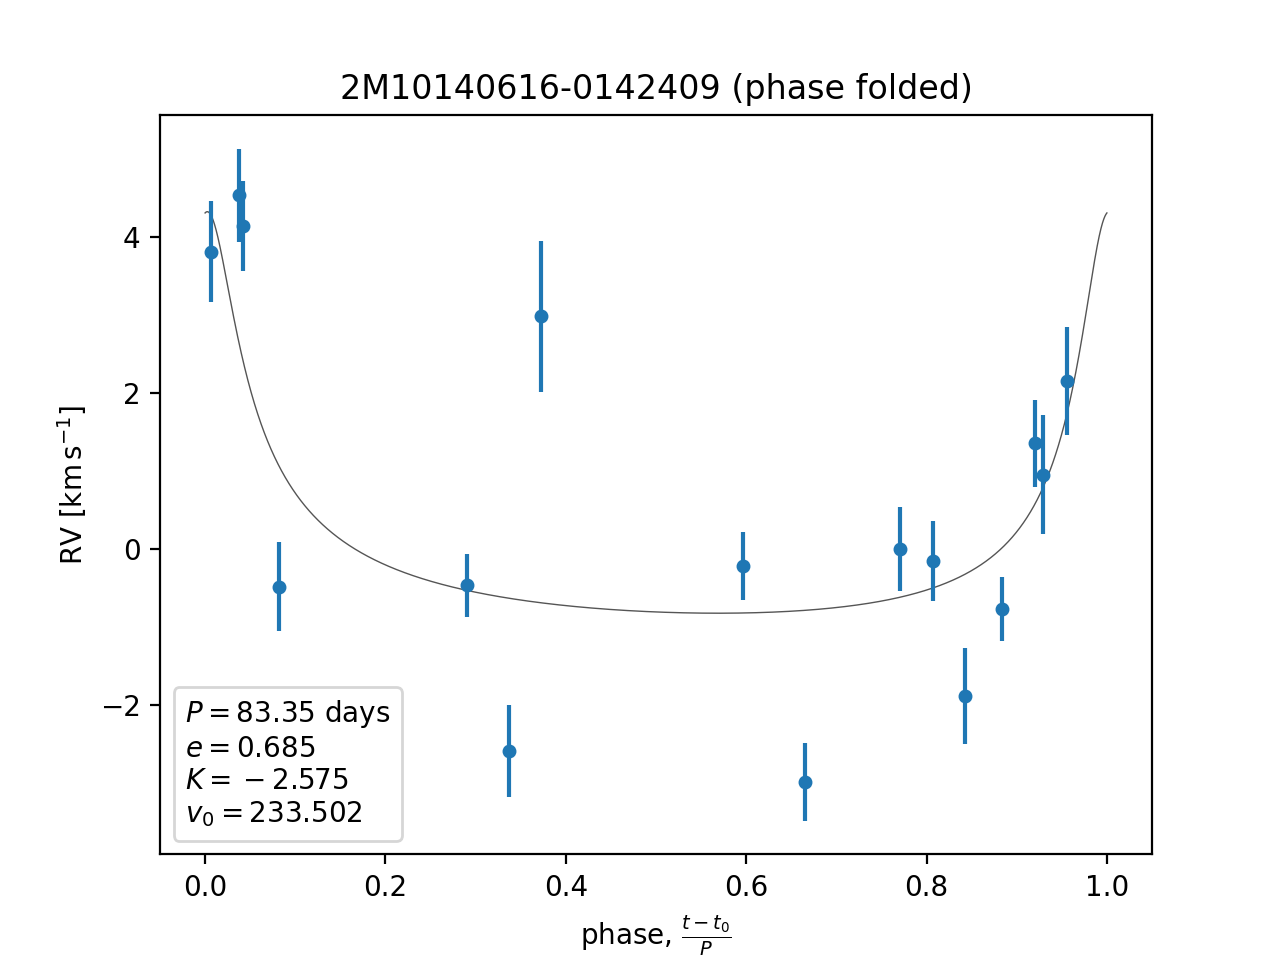 2M10140616-0142409 (phase folded)
RV [km s⁻¹]
4
2
0
−2
P = 83.35 days
e = 0.685
K = −2.575
v₀ = 233.502
0.0 0.2 0.4 0.6 0.8 1.0
phase, (t − t₀)/P